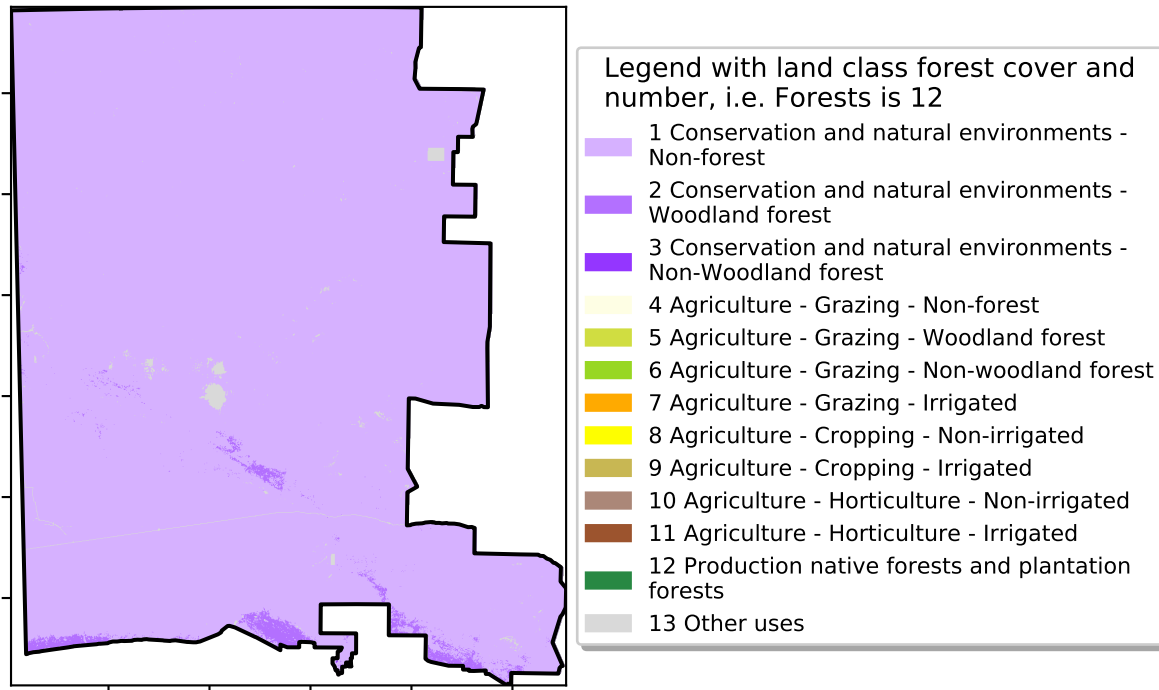 Legend with land class forest cover and
number, i.e. Forests is 12
1 Conservation and natural environments -
Non-forest
2 Conservation and natural environments -
Woodland forest
3 Conservation and natural environments -
Non-Woodland forest
4 Agriculture - Grazing - Non-forest
5 Agriculture - Grazing - Woodland forest
6 Agriculture - Grazing - Non-woodland forest
7 Agriculture - Grazing - Irrigated
8 Agriculture - Cropping - Non-irrigated
9 Agriculture - Cropping - Irrigated
10 Agriculture - Horticulture - Non-irrigated
11 Agriculture - Horticulture - Irrigated
12 Production native forests and plantation
forests
13 Other uses